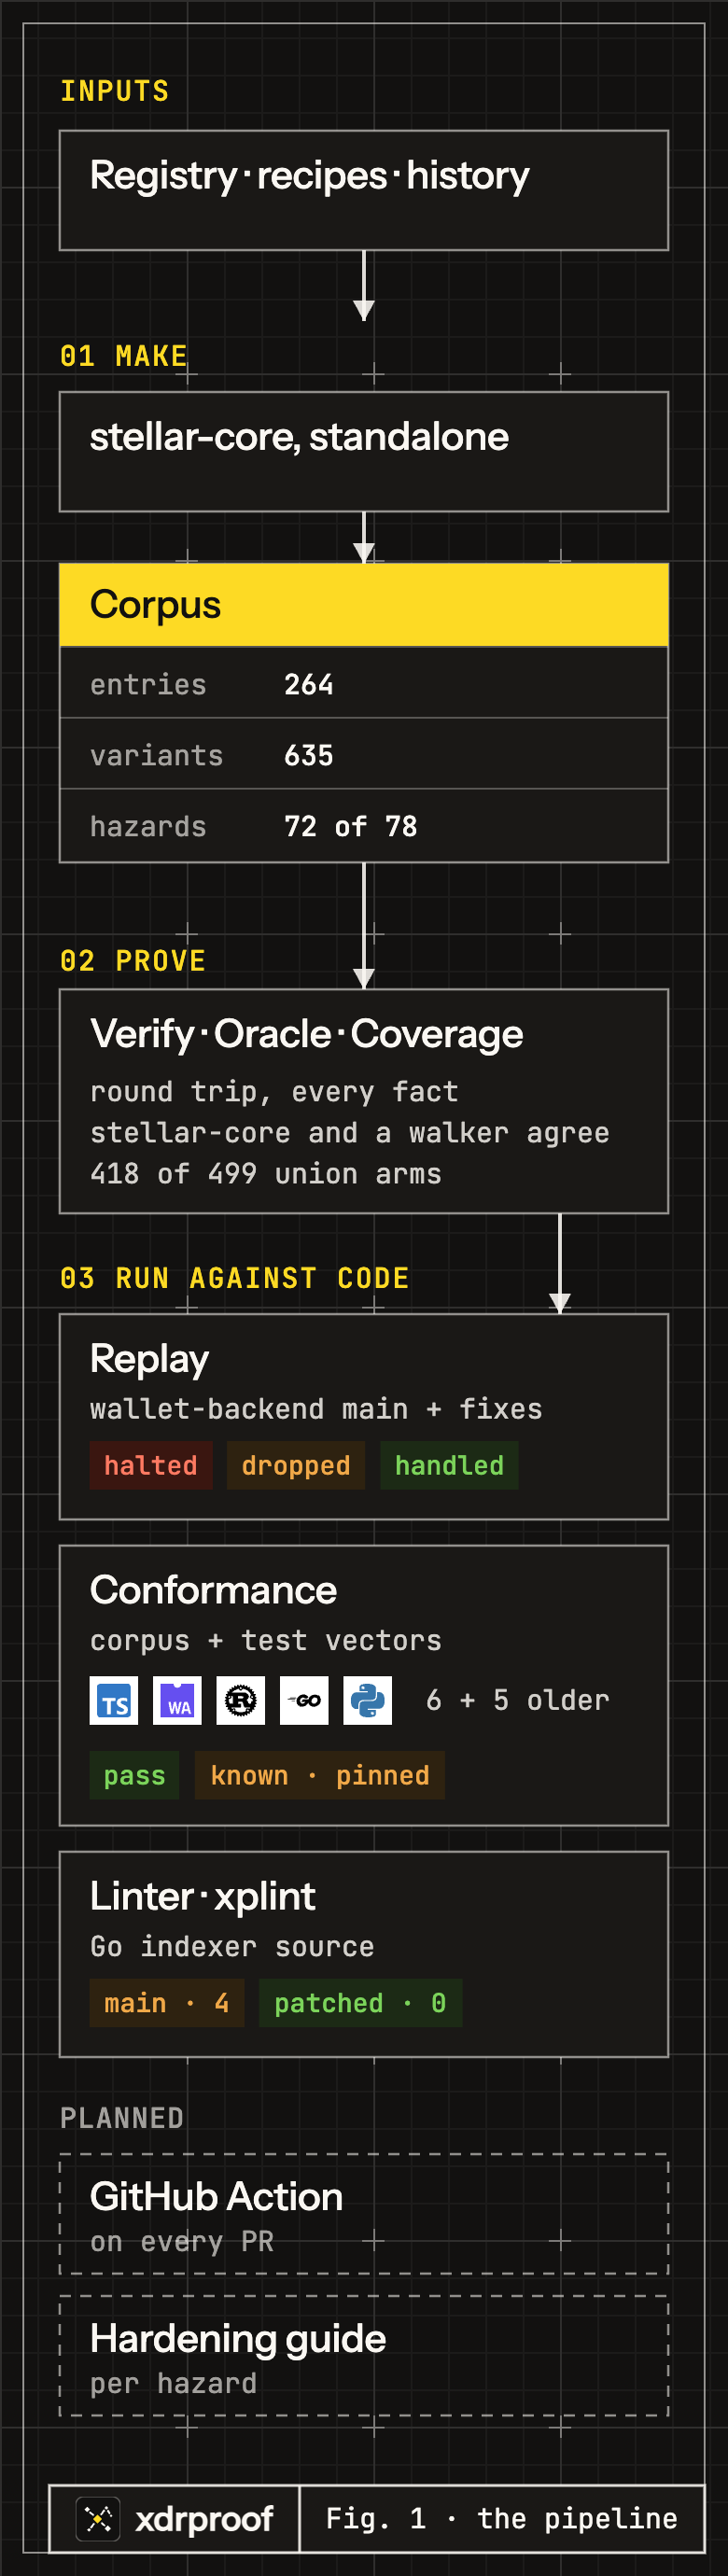 INPUTS
Registry · recipes · history
01 MAKE
stellar-core, standalone
Corpus
entries 264
variants 635
hazards 72 of 78
02 PROVE
Verify · Oracle · Coverage
round trip, every fact
stellar-core and a walker agree
418 of 499 union arms
03 RUN AGAINST CODE
Replay
wallet-backend main + fixes
halted dropped handled
Conformance
corpus + test vectors
TS WA R GO 6 + 5 older
pass known · pinned
Linter · xplint
Go indexer source
main · 4 patched · 0
PLANNED
GitHub Action
on every PR
Hardening guide
per hazard
xdrproof Fig. 1 · the pipeline